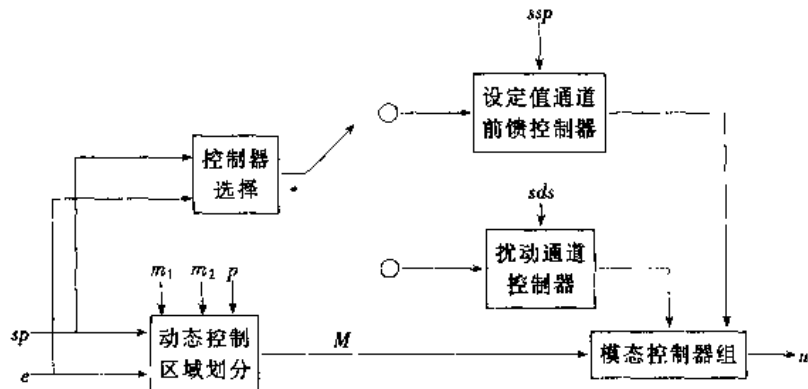 ssp
设定值通道
前馈控制器
控制器
选择
sds
扰动通道
控制器
m₁ m₂ p
sp
动态控制
区域划分
M
模态控制器组
u
e